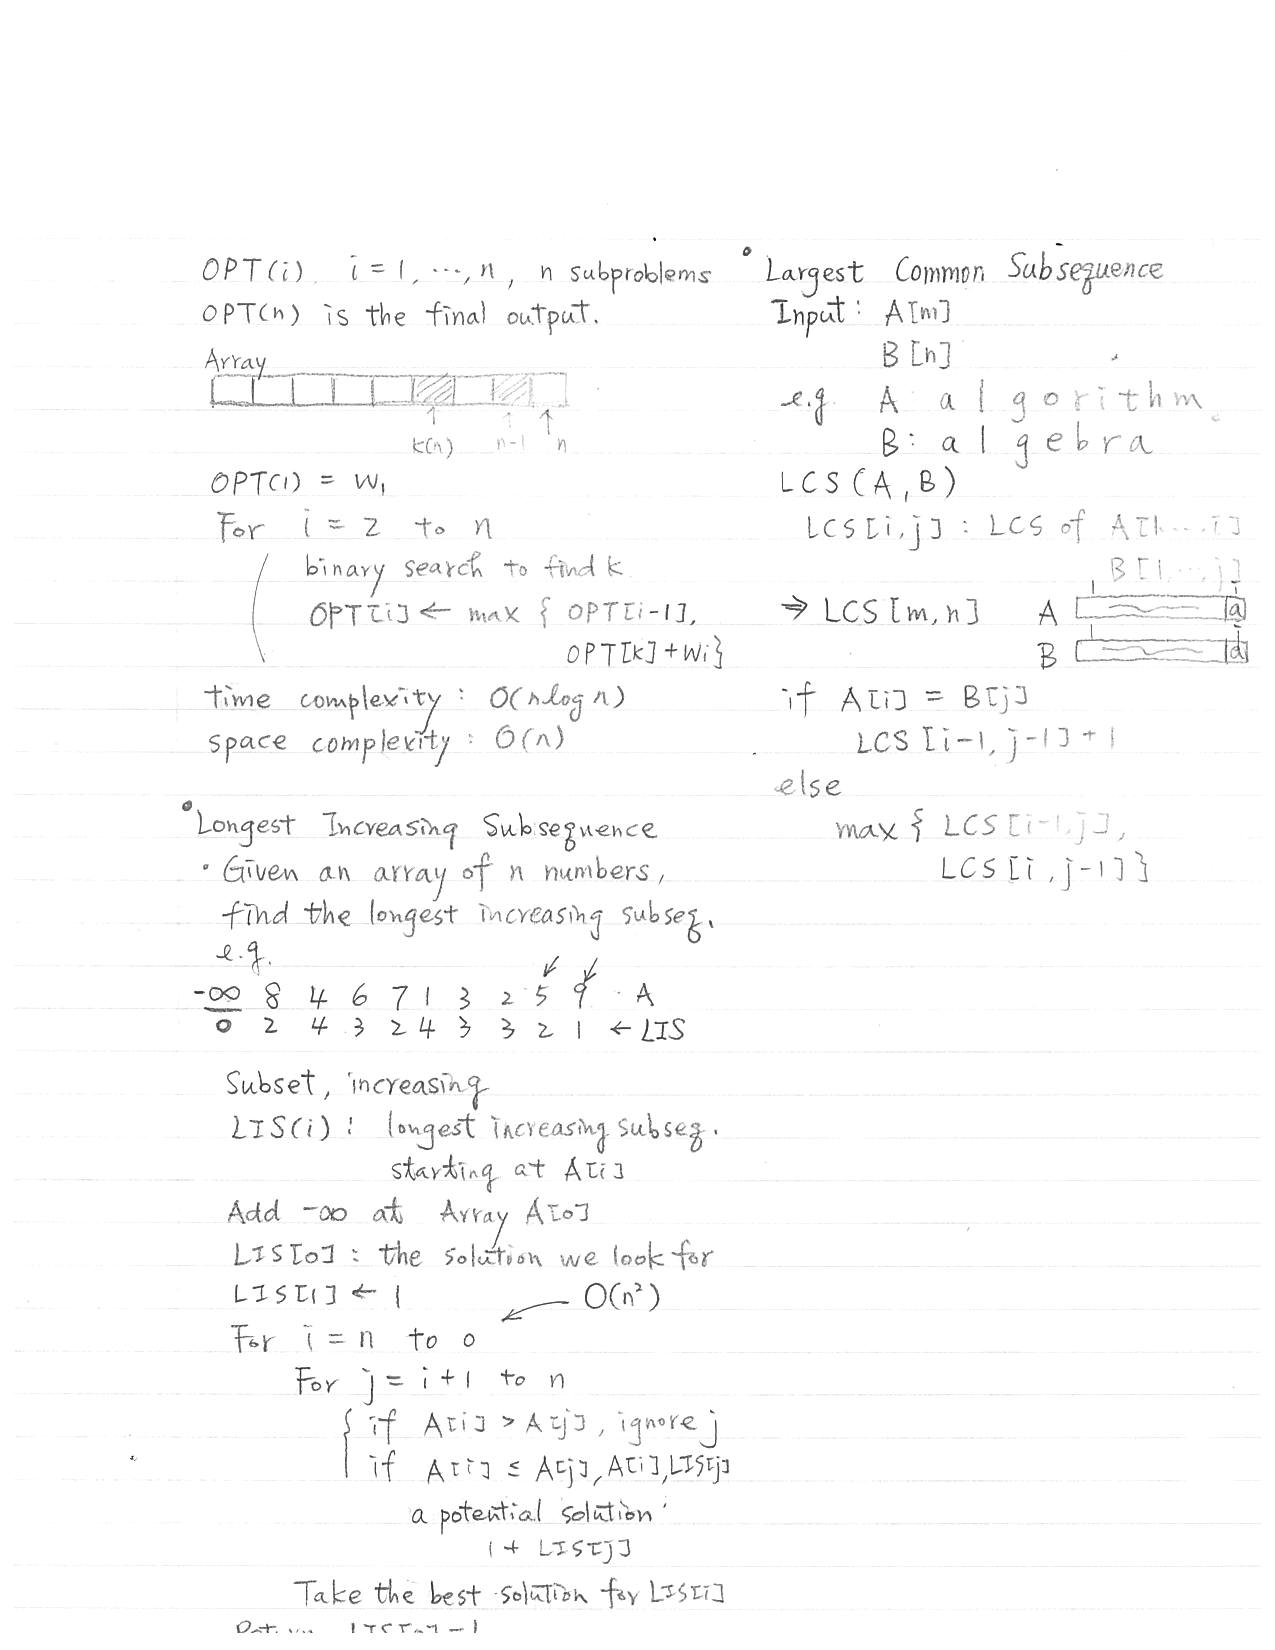 OPT(i) i = 1, ..., n, n subproblems
OPT(n) is the final output.
Array
k(n) n-1 n
OPT(1) = W₁
For i = 2 to n
binary search to find k
OPT[i] ← max { OPT[i-1],
OPT[k] + Wi }
time complexity : O(n log n)
space complexity : O(n)
• Longest Increasing Subsequence
• Given an array of n numbers,
find the longest increasing subseq.
e.g.
-∞ 8 4 6 7 1 3 2 5 9 A
0 2 4 3 2 4 3 3 2 1 ← LIS
Subset, increasing
LIS(i) : longest increasing subseq.
starting at A[i]
Add -∞ at Array A[0]
LIS[0] : the solution we look for
LIS[1] ← 1
O(n²)
For i = n to 0
For j = i+1 to n
if A[i] > A[j], ignore j
if A[i] ≤ A[j], A[i], LIS[j]
a potential solution
1 + LIS[j]
Take the best solution for LIS[i]
Return LIS[0] - 1
• Largest Common Subsequence
Input : A[m]
B[n]
e.g. A a l g o r i t h m
B : a l g e b r a
LCS (A, B)
LCS[i, j] : LCS of A[1...i]
B[1, ..., j]
⇒ LCS[m, n]
A a
B a
if A[i] = B[j]
LCS [i-1, j-1] + 1
else
max { LCS [i-1, j],
LCS [i, j-1] }